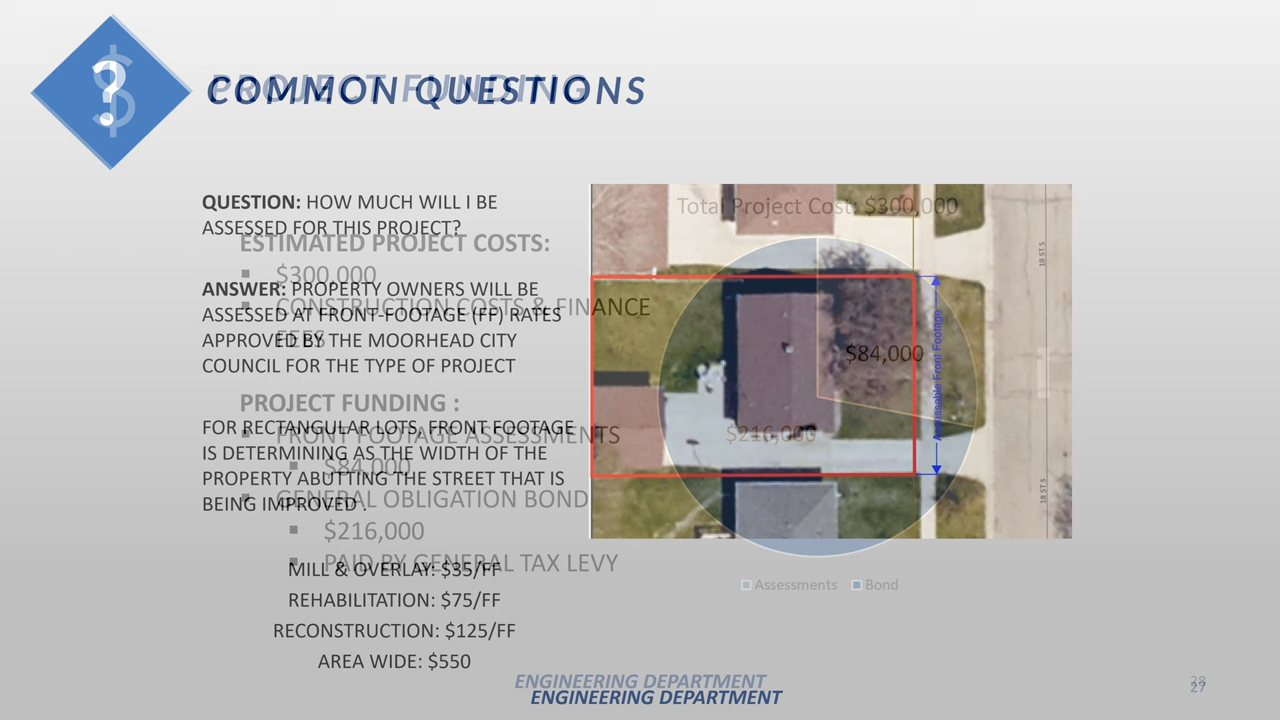 ?
$
COMMON QUESTIONS
PROJECT FUNDING
QUESTION: HOW MUCH WILL I BE
ASSESSED FOR THIS PROJECT?
ANSWER: PROPERTY OWNERS WILL BE
ASSESSED AT FRONT-FOOTAGE (FF) RATES
APPROVED BY THE MOORHEAD CITY
COUNCIL FOR THE TYPE OF PROJECT
FOR RECTANGULAR LOTS, FRONT FOOTAGE
IS DETERMINING AS THE WIDTH OF THE
PROPERTY ABUTTING THE STREET THAT IS
BEING IMPROVED .
MILL & OVERLAY: $35/FF
REHABILITATION: $75/FF
RECONSTRUCTION: $125/FF
AREA WIDE: $550
ESTIMATED PROJECT COSTS:
▪ $300,000
▪ CONSTRUCTION COSTS & FINANCE
FEES
PROJECT FUNDING :
▪ FRONT FOOTAGE ASSESSMENTS
▪ $84,000
▪ GENERAL OBLIGATION BOND
▪ $216,000
▪ PAID BY GENERAL TAX LEVY
Total Project Cost: $300,000
$84,000
$216,000
Assessable Front Footage
18 ST S
18 ST S
Assessments Bond
ENGINEERING DEPARTMENT
ENGINEERING DEPARTMENT
28
27